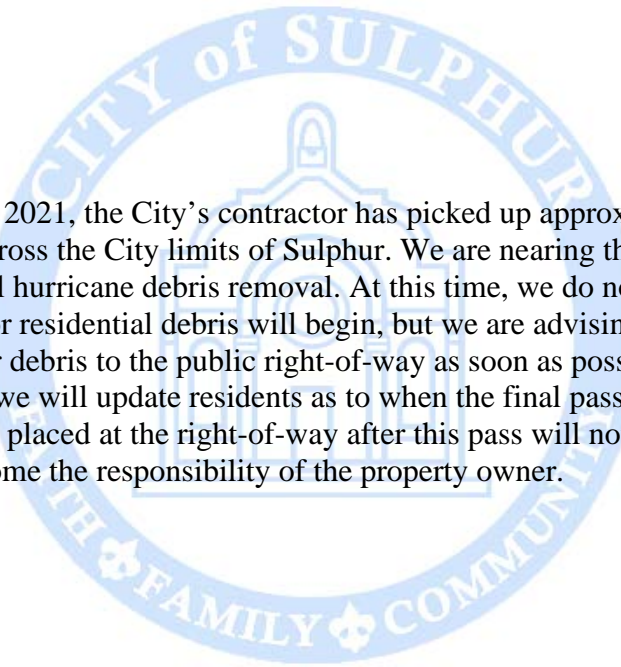 CITY of SULPHUR
2021, the City’s contractor has picked up approx
ross the City limits of Sulphur. We are nearing th
l hurricane debris removal. At this time, we do no
or residential debris will begin, but we are advisin
r debris to the public right-of-way as soon as poss
we will update residents as to when the final pass
placed at the right-of-way after this pass will no
ome the responsibility of the property owner.
FAITH FAMILY COMMUNITY